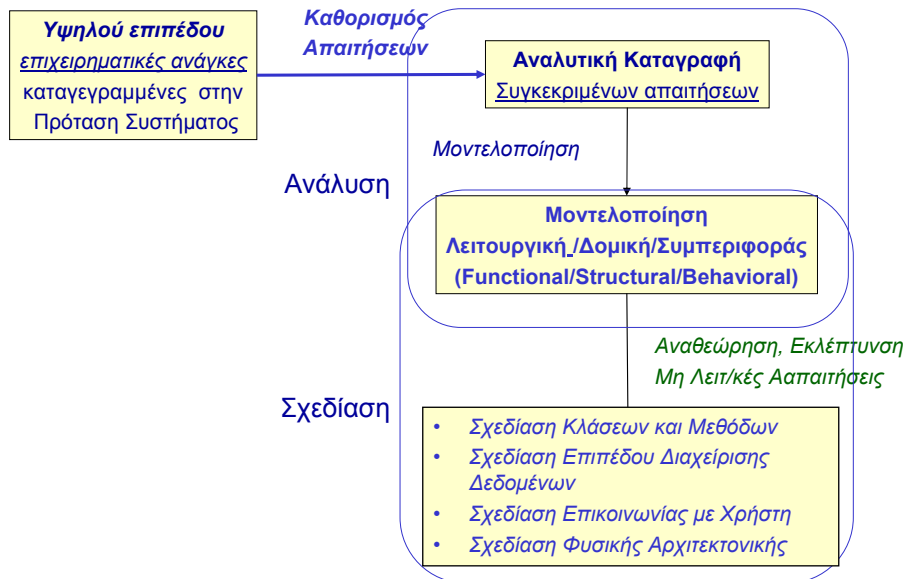 Υψηλού επιπέδου
επιχειρηματικές ανάγκες
καταγεγραμμένες στην
Πρόταση Συστήματος
Καθορισμός
Απαιτήσεων
Αναλυτική Καταγραφή
Συγκεκριμένων απαιτήσεων
Μοντελοποίηση
Ανάλυση
Μοντελοποίηση
Λειτουργική /Δομική/Συμπεριφοράς
(Functional/Structural/Behavioral)
Αναθεώρηση, Εκλέπτυνση
Μη Λειτ/κές Ααπαιτήσεις
Σχεδίαση
• Σχεδίαση Κλάσεων και Μεθόδων
• Σχεδίαση Επιπέδου Διαχείρισης
Δεδομένων
• Σχεδίαση Επικοινωνίας με Χρήστη
• Σχεδίαση Φυσικής Αρχιτεκτονικής